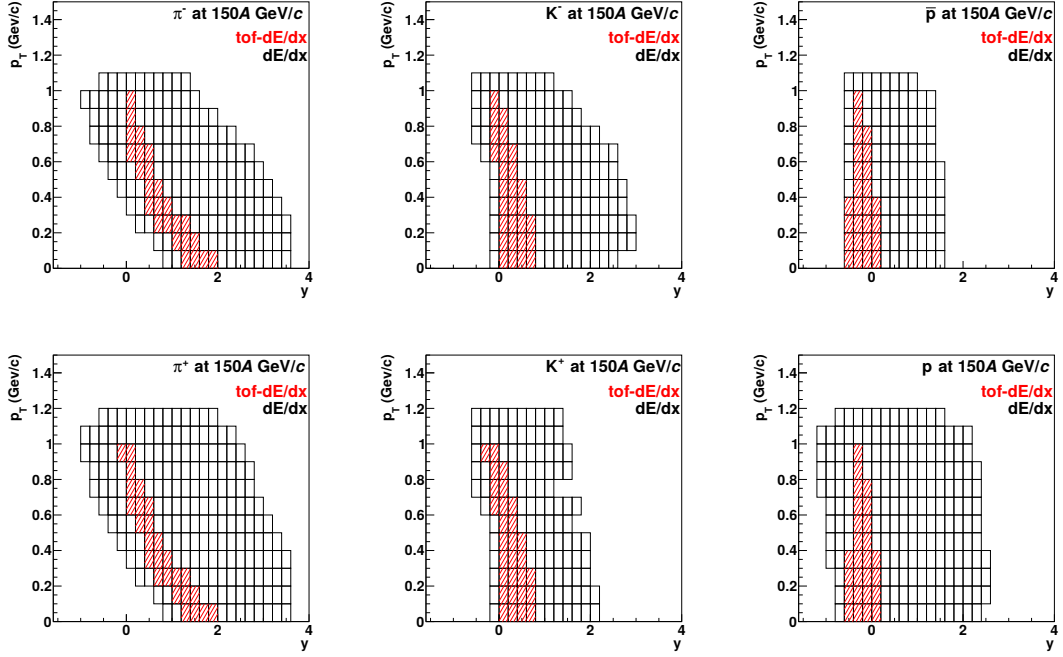 π⁻ at 150A GeV/c
tof-dE/dx
dE/dx
p_T (Gev/c)
1.4
1.2
1
0.8
0.6
0.4
0.2
0
0 2 4
y
K⁻ at 150A GeV/c
tof-dE/dx
dE/dx
p_T (Gev/c)
1.4
1.2
1
0.8
0.6
0.4
0.2
0
0 2 4
y
p̅ at 150A GeV/c
tof-dE/dx
dE/dx
p_T (Gev/c)
1.4
1.2
1
0.8
0.6
0.4
0.2
0
0 2 4
y
π⁺ at 150A GeV/c
tof-dE/dx
dE/dx
p_T (Gev/c)
1.4
1.2
1
0.8
0.6
0.4
0.2
0
0 2 4
y
K⁺ at 150A GeV/c
tof-dE/dx
dE/dx
p_T (Gev/c)
1.4
1.2
1
0.8
0.6
0.4
0.2
0
0 2 4
y
p at 150A GeV/c
tof-dE/dx
dE/dx
p_T (Gev/c)
1.4
1.2
1
0.8
0.6
0.4
0.2
0
0 2 4
y